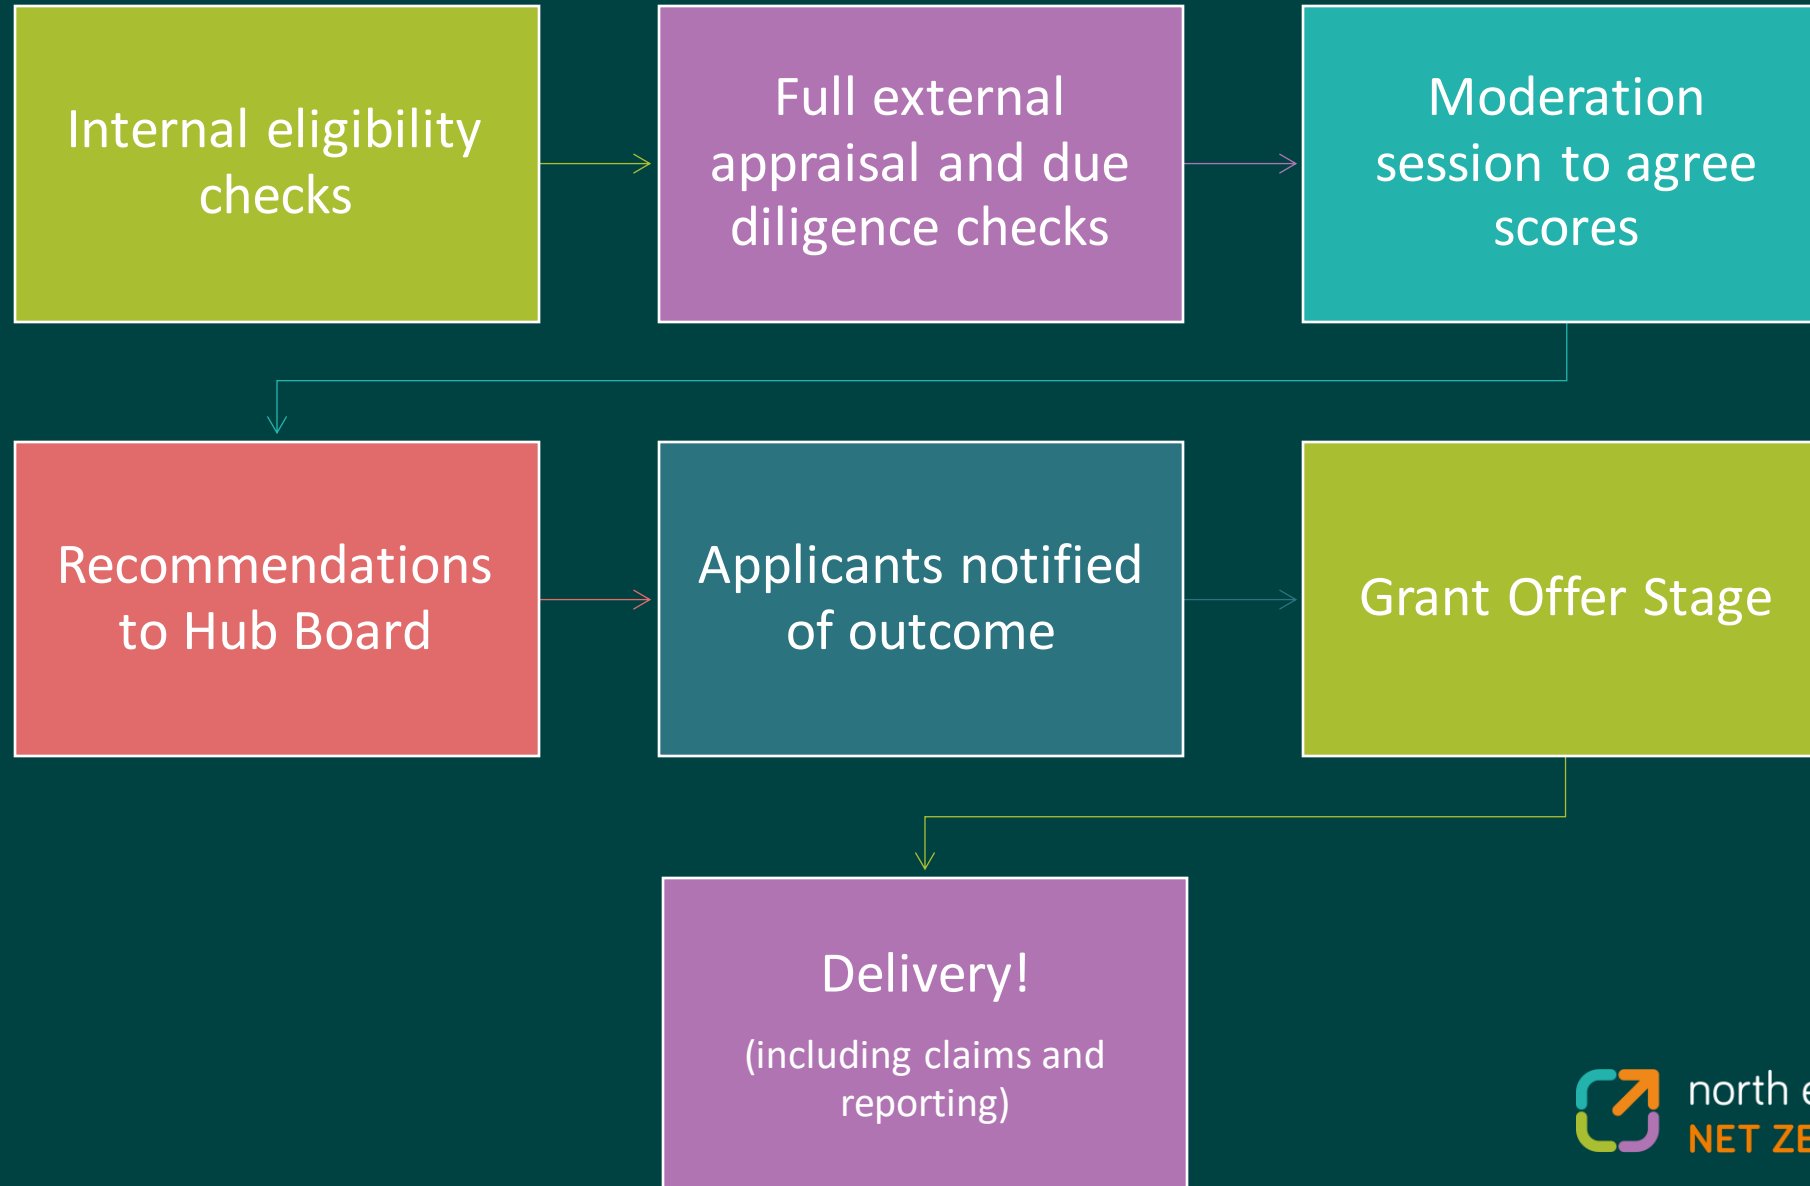 Internal eligibility
checks
Full external
appraisal and due
diligence checks
Moderation
session to agree
scores
Recommendations
to Hub Board
Applicants notified
of outcome
Grant Offer Stage
Delivery!
(including claims and
reporting)
north
NET